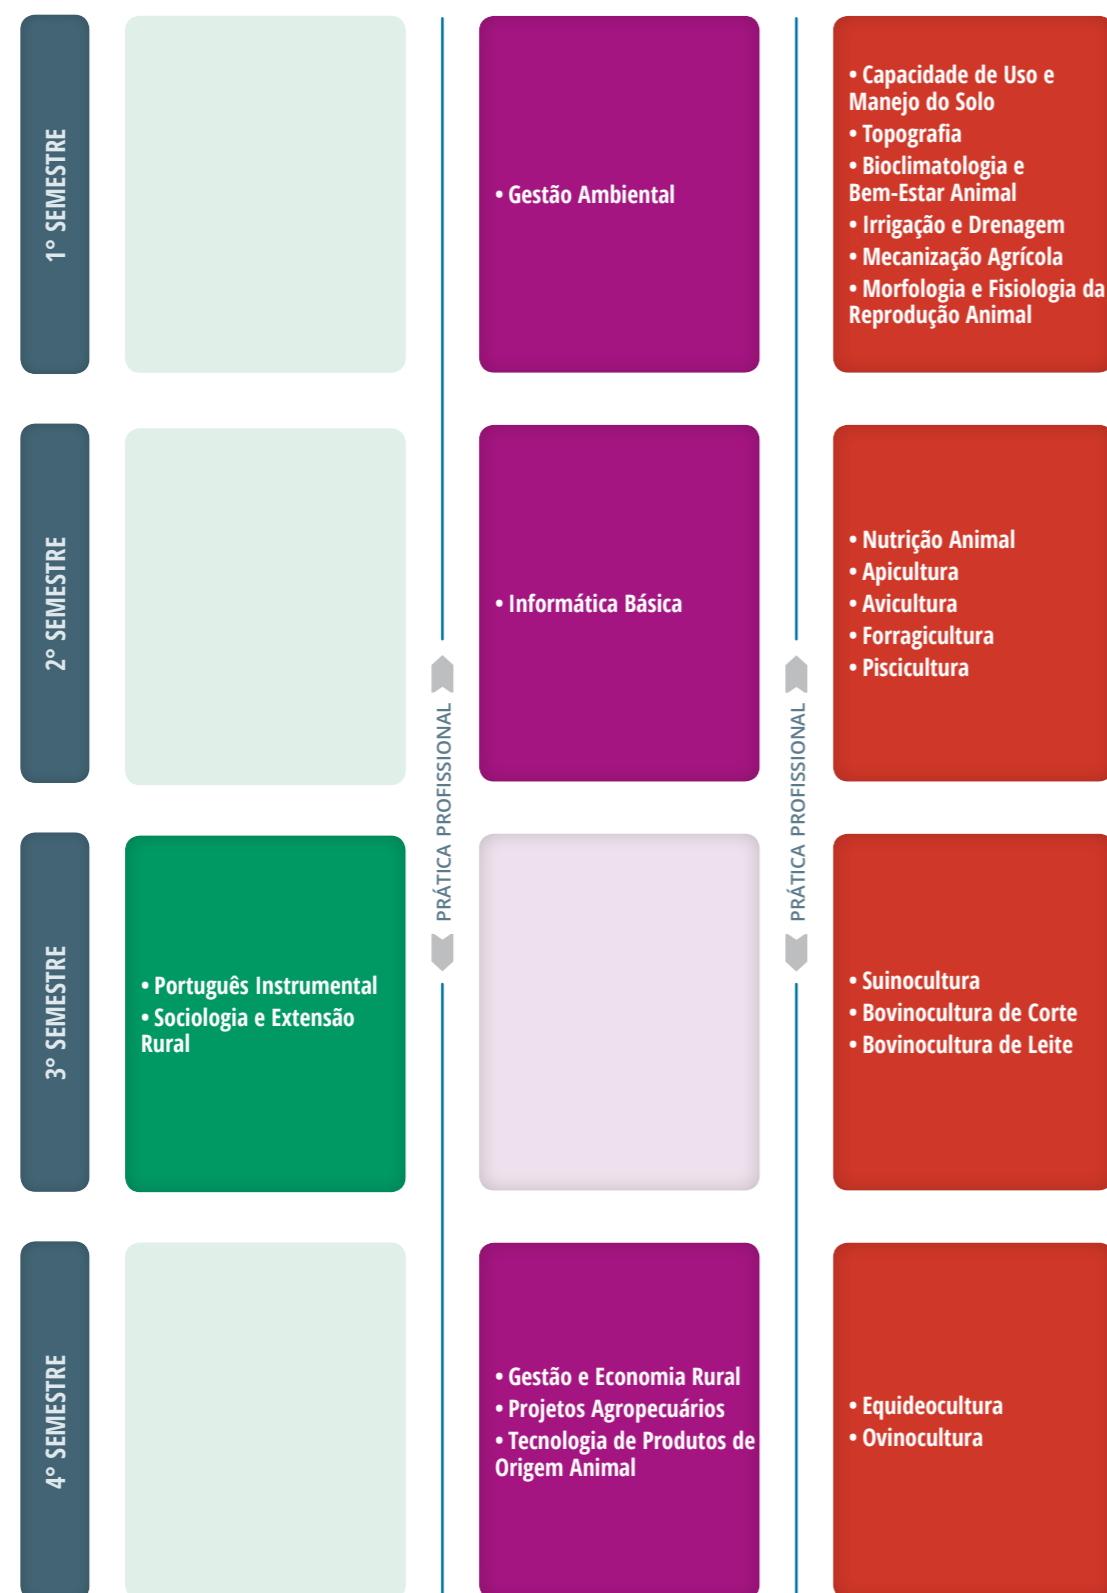 1° SEMESTRE
• Gestão Ambiental
• Capacidade de Uso e
Manejo do Solo
• Topografia
• Bioclimatologia e
Bem-Estar Animal
• Irrigação e Drenagem
• Mecanização Agrícola
• Morfologia e Fisiologia da
Reprodução Animal
2° SEMESTRE
• Informática Básica
• Nutrição Animal
• Apicultura
• Avicultura
• Forragicultura
• Piscicultura
PRÁTICA PROFISSIONAL
PRÁTICA PROFISSIONAL
3° SEMESTRE
• Português Instrumental
• Sociologia e Extensão
Rural
• Suinocultura
• Bovinocultura de Corte
• Bovinocultura de Leite
4° SEMESTRE
• Gestão e Economia Rural
• Projetos Agropecuários
• Tecnologia de Produtos de
Origem Animal
• Equideocultura
• Ovinocultura